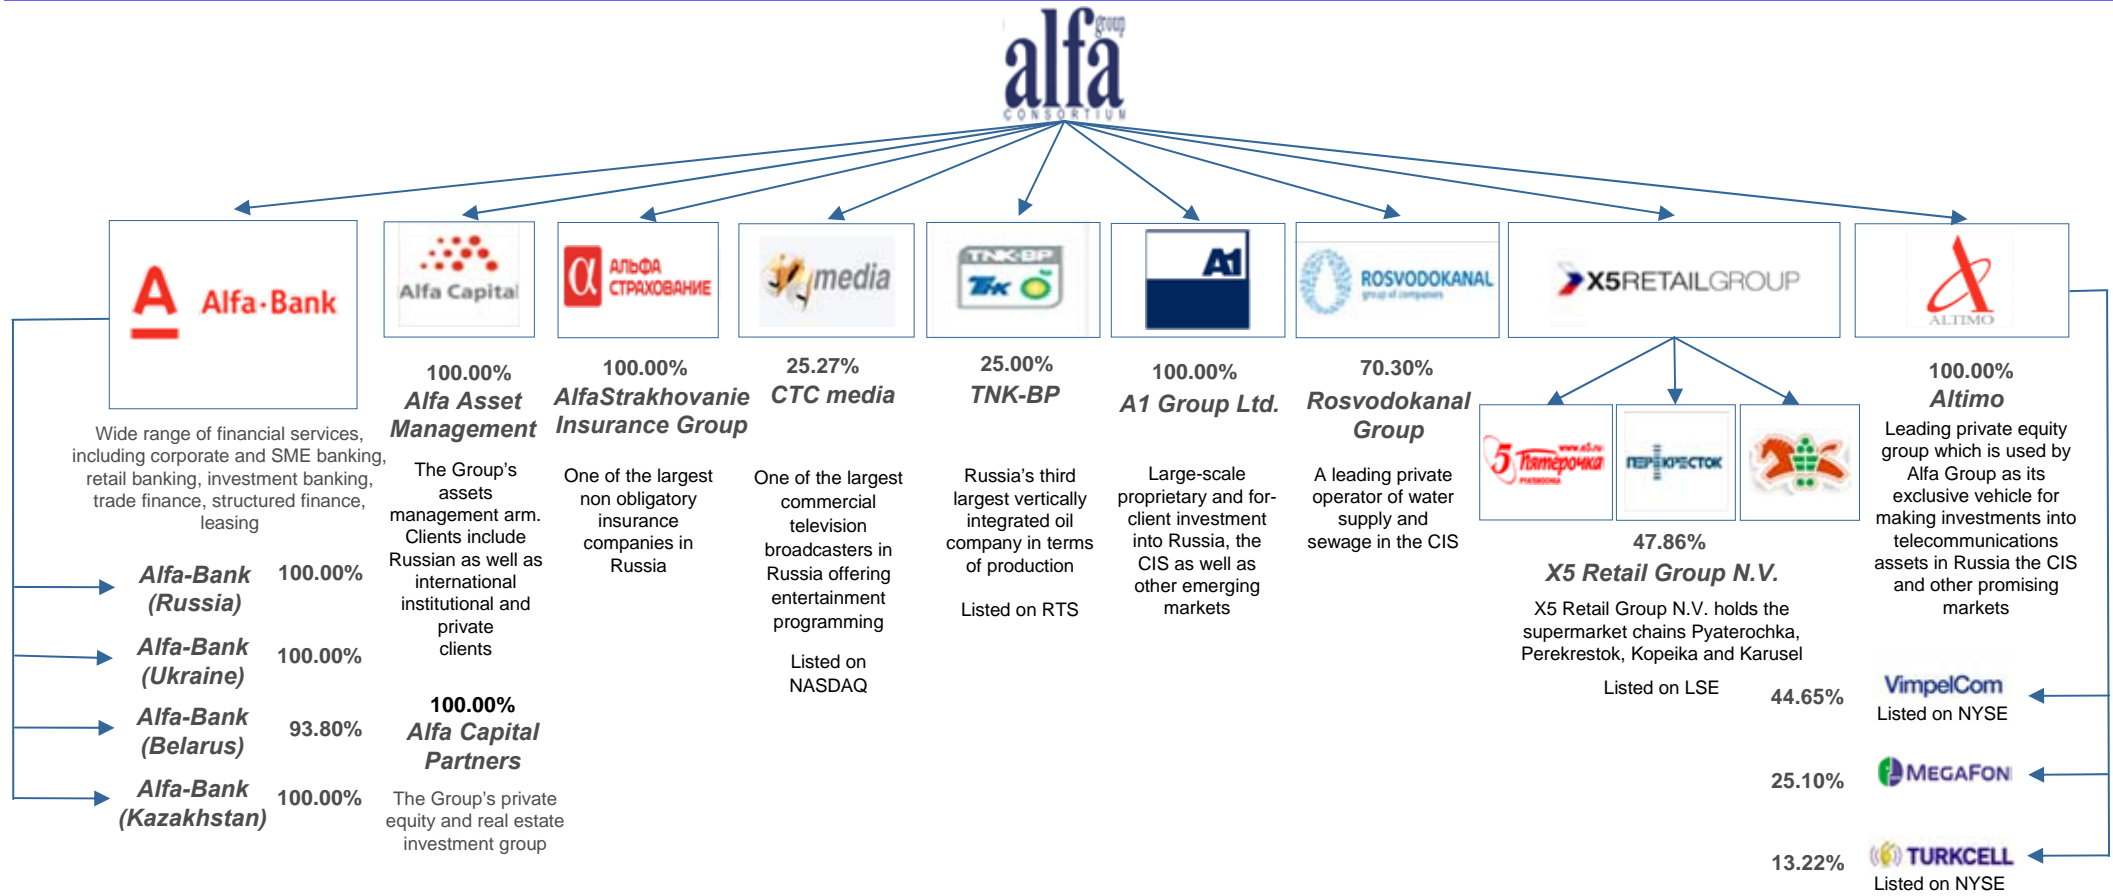 group
alfa
CONSORTIUM
Alfa·Bank
Wide range of financial services,
including corporate and SME banking,
retail banking, investment banking,
trade finance, structured finance,
leasing
Alfa-Bank
(Russia)
100.00%
Alfa-Bank
(Ukraine)
100.00%
Alfa-Bank
(Belarus)
93.80%
Alfa-Bank
(Kazakhstan)
100.00%
Alfa Capital
100.00%
Alfa Asset
Management
The Group's
assets
management arm.
Clients include
Russian as well as
international
institutional and
private
clients
100.00%
Alfa Capital
Partners
The Group's private
equity and real estate
investment group
α
АЛЬФА
СТРАХОВАНИЕ
100.00%
AlfaStrakhovanie
Insurance Group
One of the largest
non obligatory
insurance
companies in
Russia
media
25.27%
CTC media
One of the largest
commercial
television
broadcasters in
Russia offering
entertainment
programming
Listed on
NASDAQ
TNK-BP
ТНК
25.00%
TNK-BP
Russia's third
largest vertically
integrated oil
company in terms
of production
Listed on RTS
A1
100.00%
A1 Group Ltd.
Large-scale
proprietary and for-
client investment
into Russia, the
CIS as well as
other emerging
markets
ROSVODOKANAL
group of companies
70.30%
Rosvodokanal
Group
A leading private
operator of water
supply and
sewage in the CIS
X5RETAILGROUP
www.e5.ru
5 Пятёрочка
PYATEROCHKA
ПЕРЕКРЕСТОК
47.86%
X5 Retail Group N.V.
X5 Retail Group N.V. holds the
supermarket chains Pyaterochka,
Perekrestok, Kopeika and Karusel
Listed on LSE
ALTIMO
100.00%
Altimo
Leading private equity
group which is used by
Alfa Group as its
exclusive vehicle for
making investments into
telecommunications
assets in Russia the CIS
and other promising
markets
44.65%
VimpelCom
Listed on NYSE
25.10%
MEGAFON
13.22%
TURKCELL
Listed on NYSE